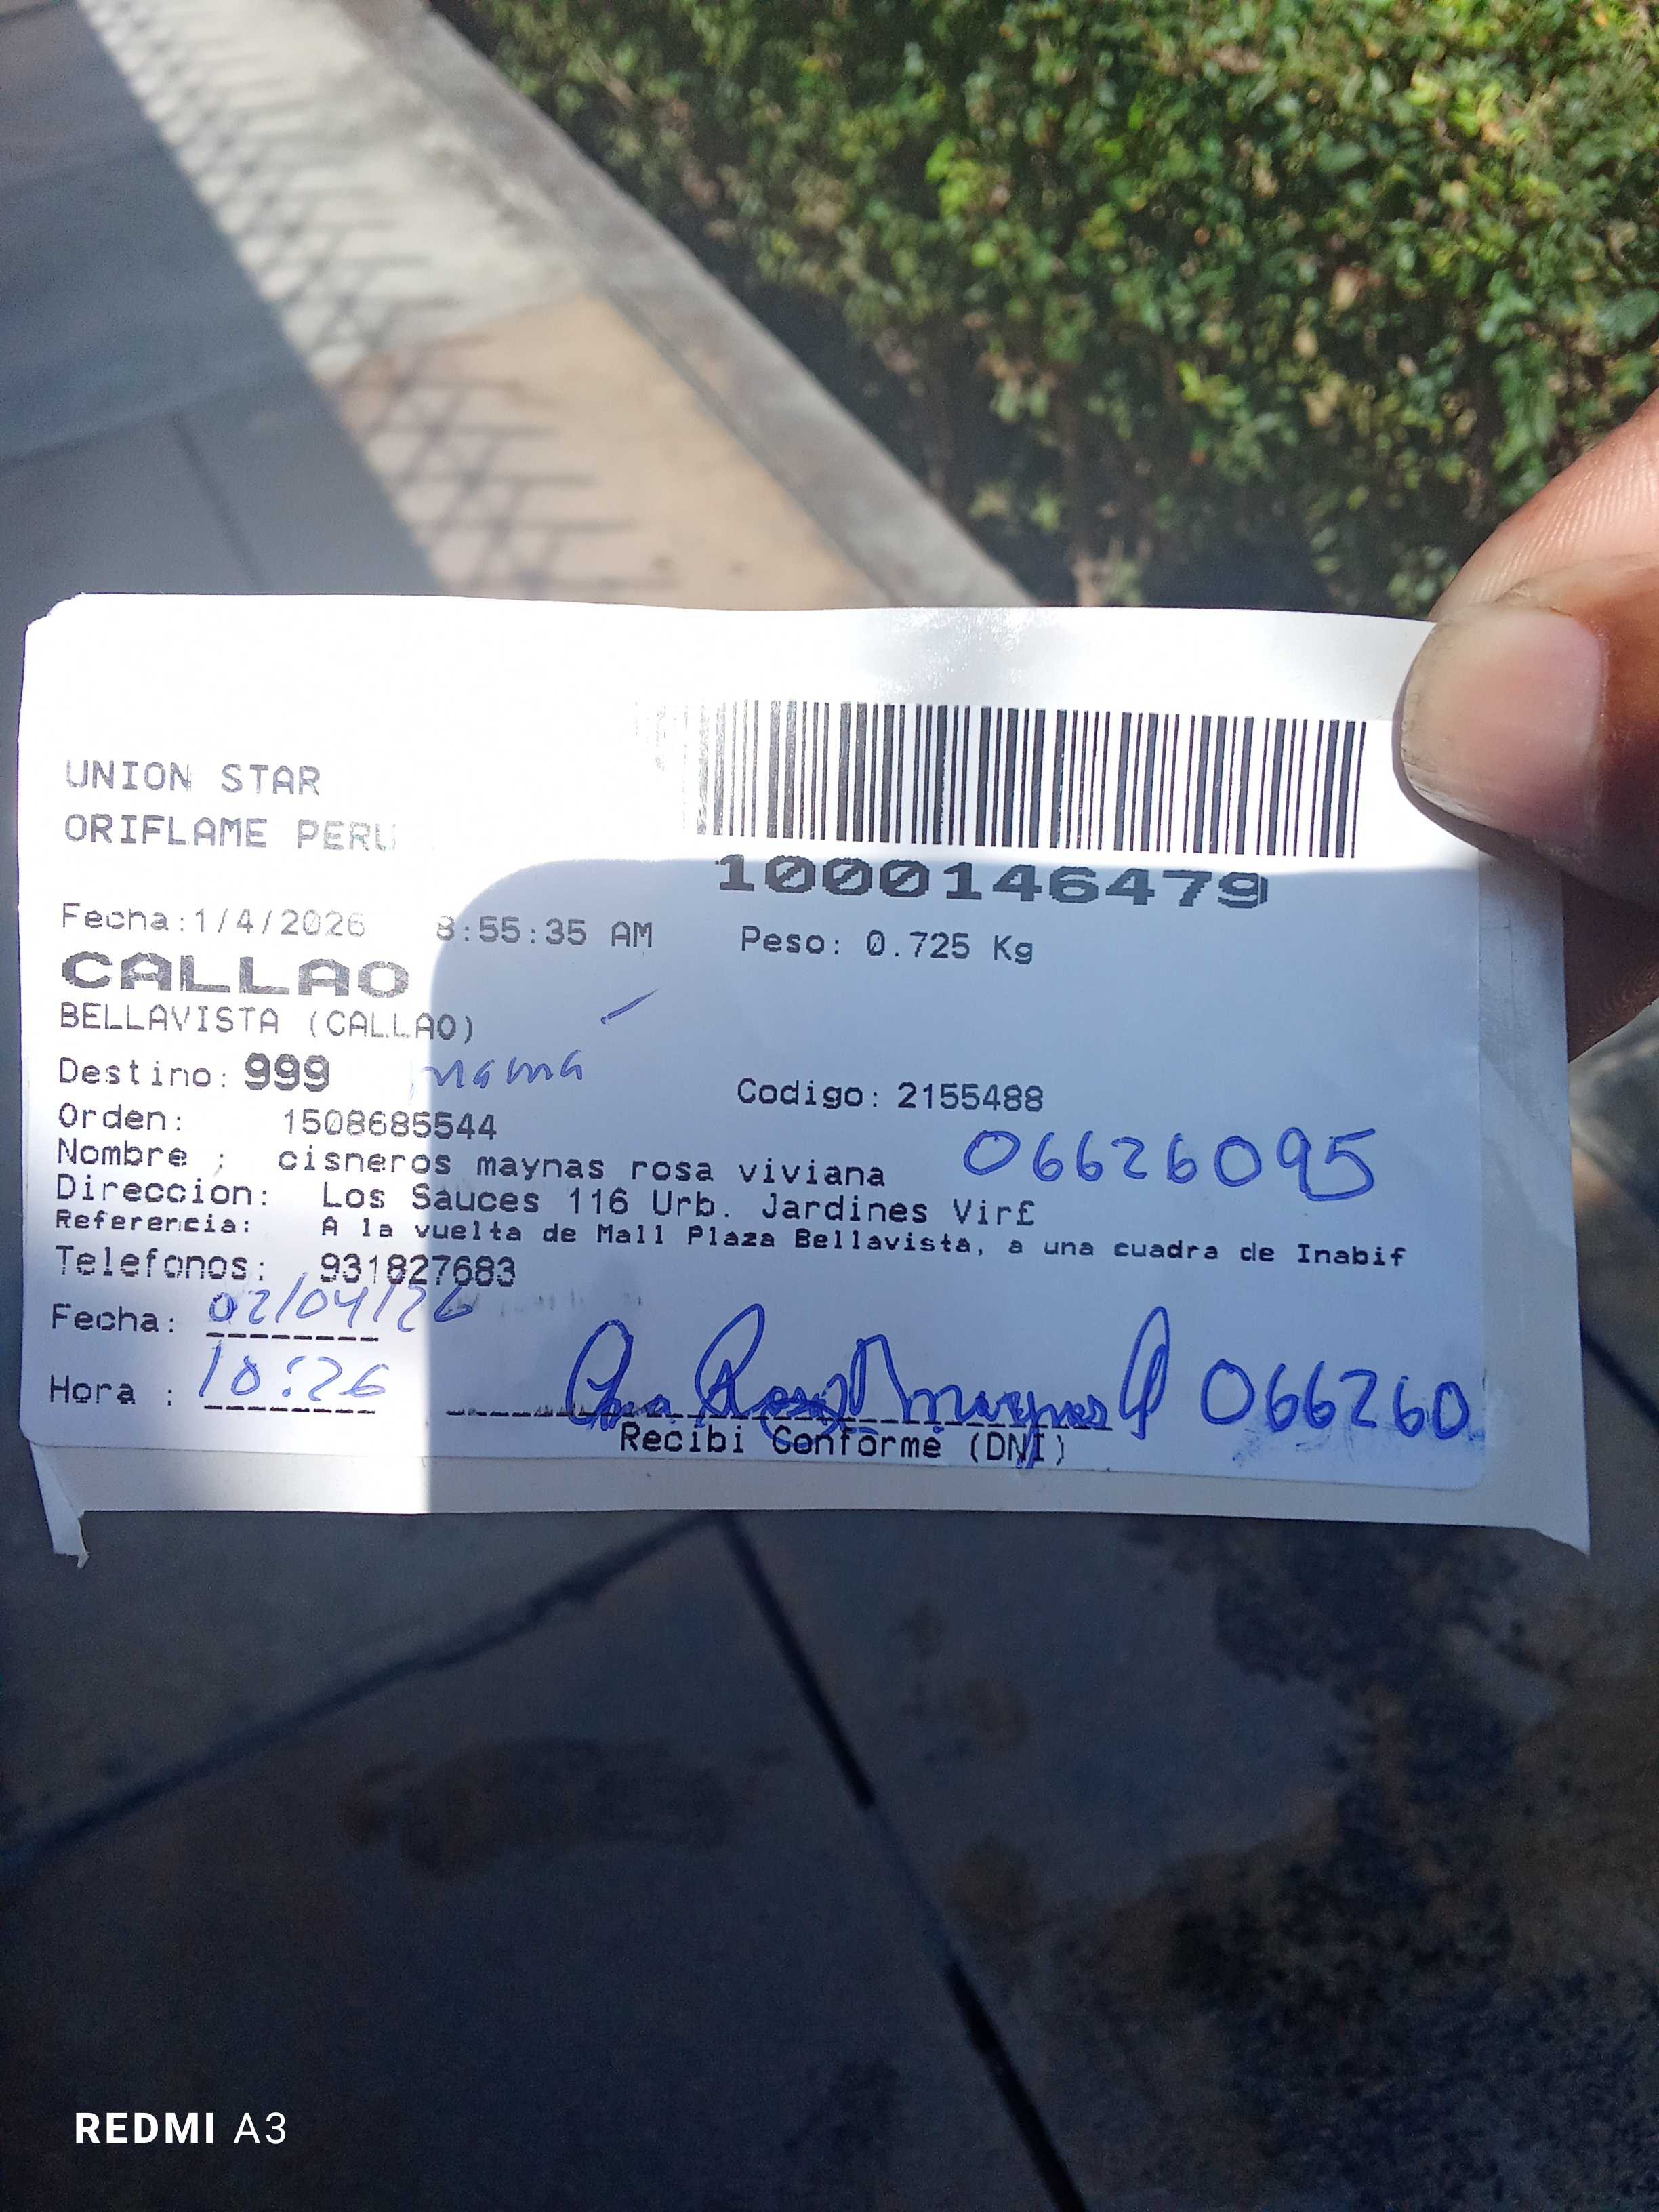 UNION STAR
ORIFLAME PERU
1000146479
Fecha:1/4/2026 8:55:35 AM Peso: 0.725 Kg
CALLAO
BELLAVISTA (CALLAO)
Destino: 999 mamá
Codigo: 2155488
Orden: 1508685544
06626095
Nombre : cisneros maynas rosa viviana
Direccion: Los Sauces 116 Urb. Jardines Vir£
Referencia: A la vuelta de Mall Plaza Bellavista, a una cuadra de Inabif
Telefonos: 931827683
Fecha: 02/04/26
Hora : 10:26
Rosa Maynas 066260
Recibi Conforme (DNI)
REDMI A3